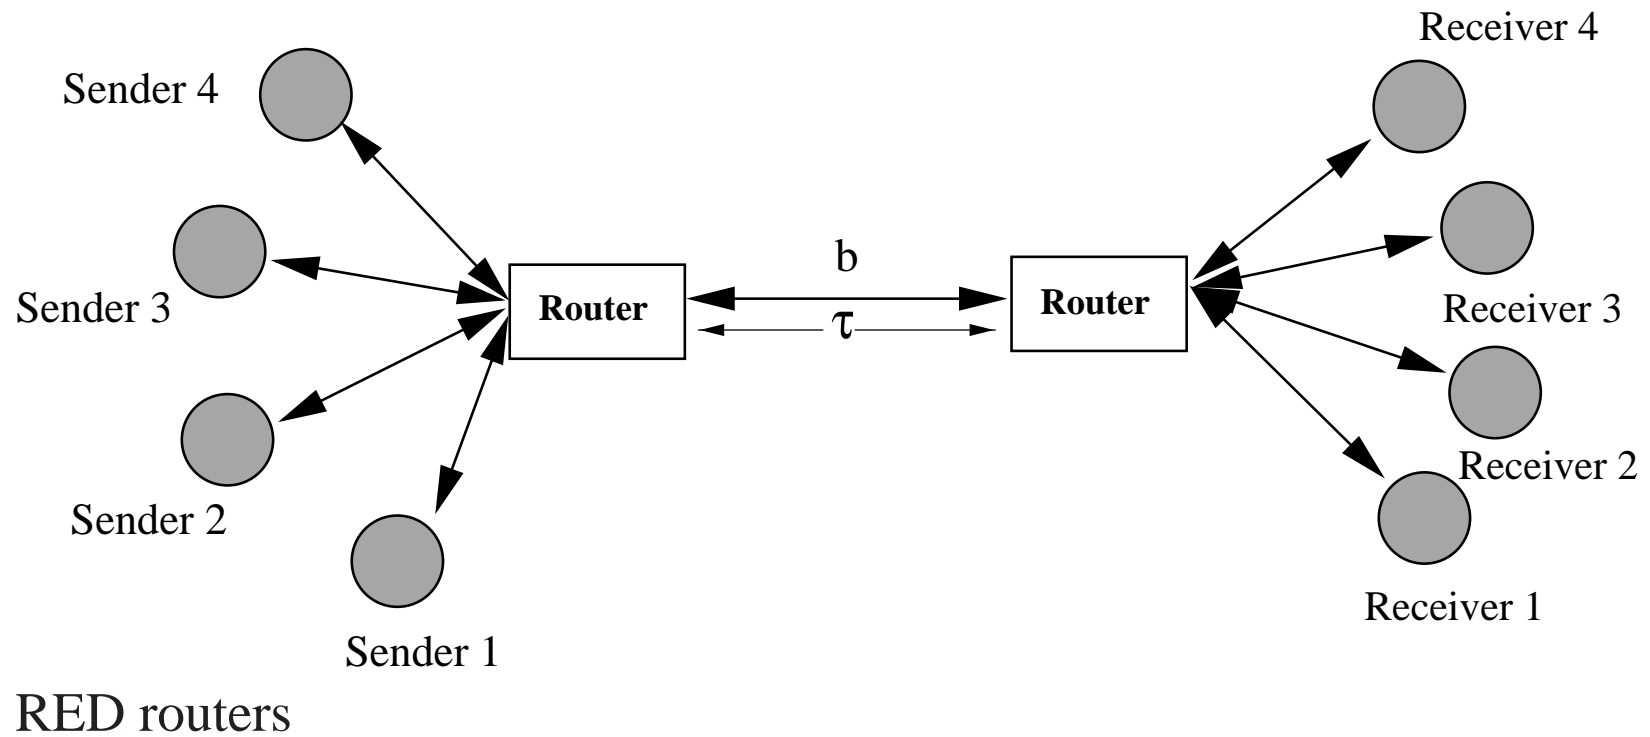 Receiver 4
Sender 4
b
Router
Router
τ
Sender 3
Receiver 3
Receiver 2
Sender 2
Receiver 1
Sender 1
RED routers